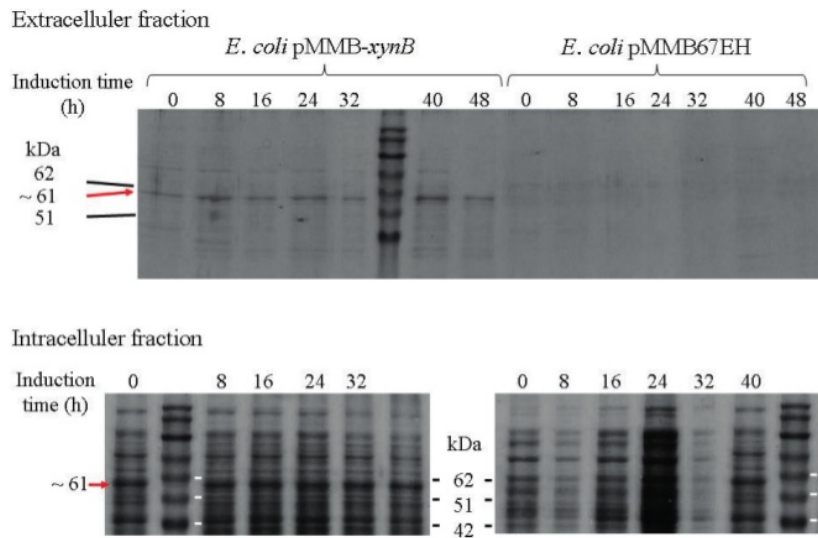 Extracelluler fraction
E. coli pMMB-xynB E. coli pMMB67EH
Induction time (h) 0 8 16 24 32 40 48 0 8 16 24 32 40 48
kDa
62
~ 61
51
Intracelluler fraction
Induction time (h) 0 8 16 24 32 0 8 16 24 32 40
kDa
~ 61 62
51
42